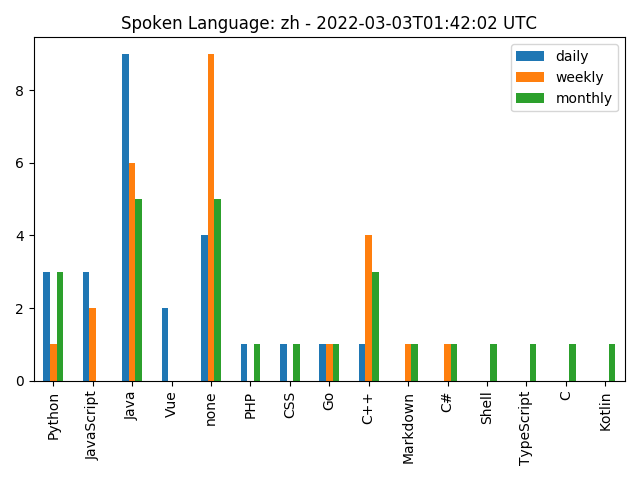 Spoken Language: zh - 2022-03-03T01:42:02 UTC
daily
weekly
monthly
8
6
4
2
0
Python
JavaScript
Java
Vue
none
PHP
CSS
Go
C++
Markdown
C#
Shell
TypeScript
C
Kotlin